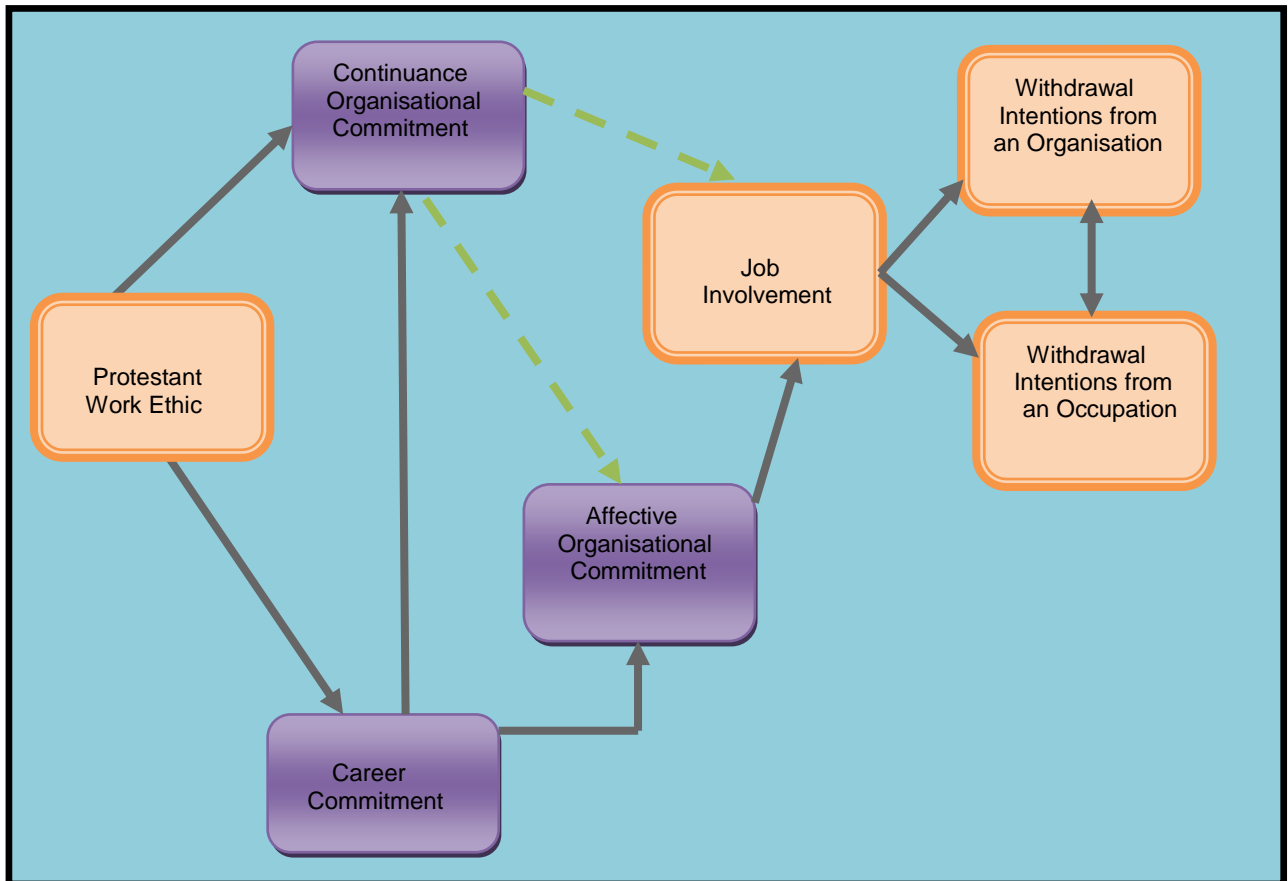 Continuance
Organisational
Commitment
Withdrawal
Intentions from
an Organisation
Job
Involvement
Protestant
Work Ethic
Withdrawal
Intentions from
an Occupation
Affective
Organisational
Commitment
Career
Commitment